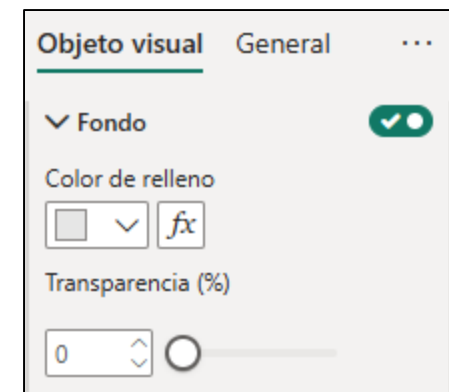 Objeto visual General ...
Fondo
Color de relleno
fx
Transparencia (%)
0